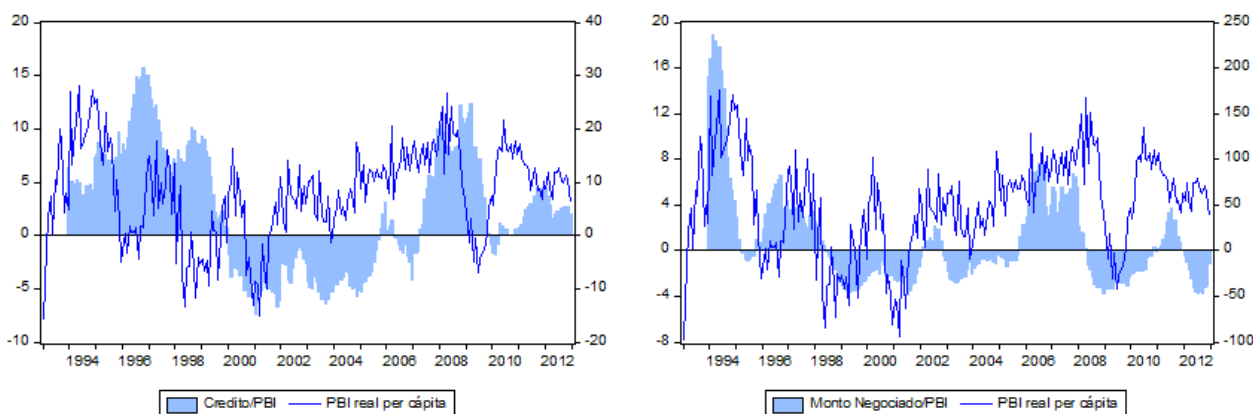 20 40 20 250
15 30 16 200
10 20 12 150
8 100
5 10
4 50
0 0 0 0
-5 -10 -4 -50
-10 -20 -8 -100
1994 1996 1998 2000 2002 2004 2006 2008 2010 2012 1994 1996 1998 2000 2002 2004 2006 2008 2010 2012
Credito/PBI PBI real per cápita Monto Negociado/PBI PBI real per cápita